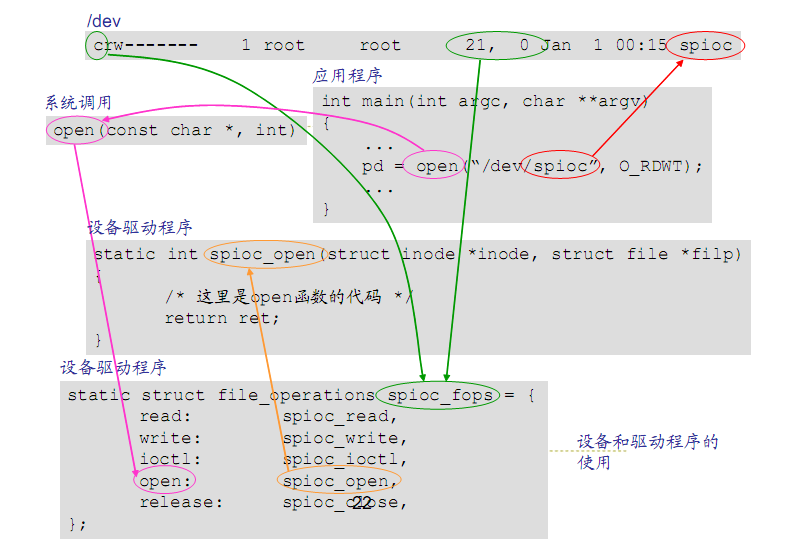 /dev
crw-------   1 root     root       21,  0 Jan  1 00:15 spioc
应用程序
int main(int argc, char **argv)
{
...
pd = open(“/dev/spioc”, O_RDWT);
...
}
系统调用
open(const char *, int)
设备驱动程序
static int spioc_open(struct inode *inode, struct file *filp)
{
/* 这里是open函数的代码 */
return ret;
}
设备驱动程序
static struct file_operations spioc_fops = {
read:        spioc_read,
write:       spioc_write,
ioctl:       spioc_ioctl,
open:        spioc_open,
release:     spioc_close,
};
22
设备和驱动程序的
使用